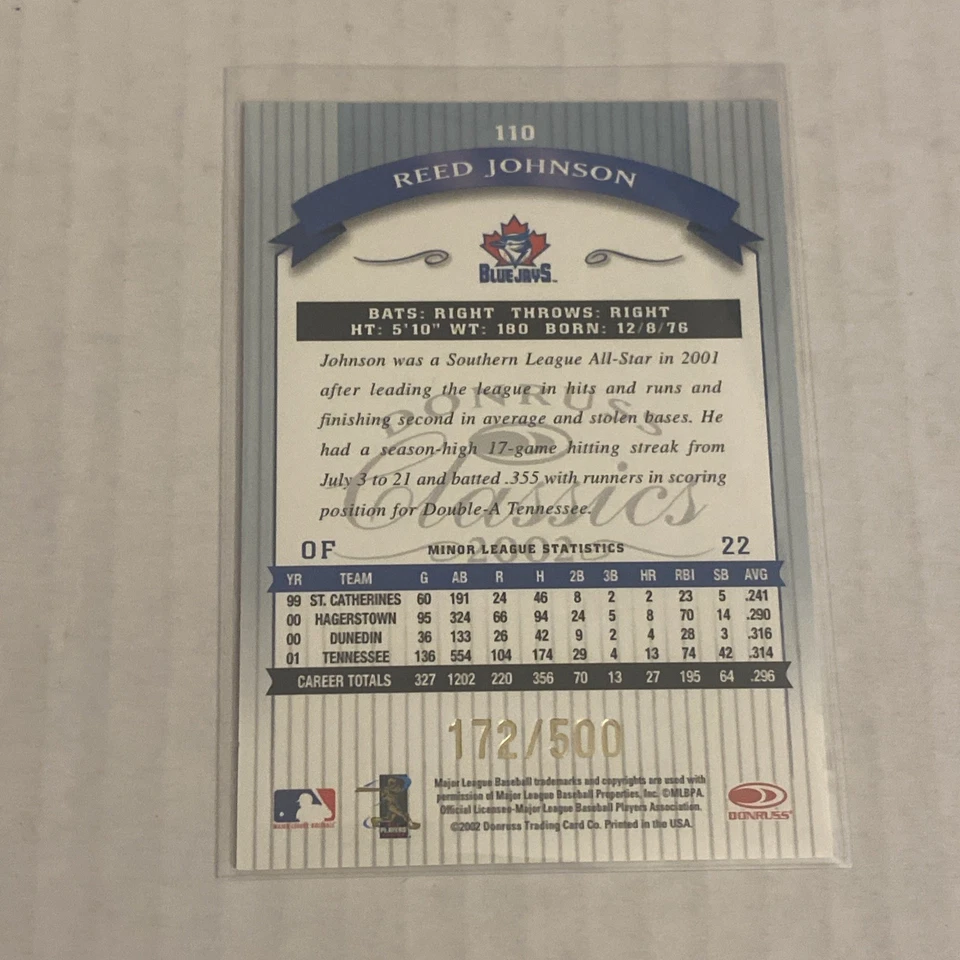 110
REED JOHNSON
BLUE JAYS™
BATS: RIGHT THROWS: RIGHT
HT: 5'10" WT: 180 BORN: 12/8/76
Johnson was a Southern League All-Star in 2001
after leading the league in hits and runs and
finishing second in average and stolen bases. He
had a season-high 17-game hitting streak from
July 3 to 21 and batted .355 with runners in scoring
position for Double-A Tennessee.
DONRUSS
Classics
2002
OF MINOR LEAGUE STATISTICS 22
YR TEAM G AB R H 2B 3B HR RBI SB AVG
99 ST. CATHERINES 60 191 24 46 8 2 2 23 5 .241
00 HAGERSTOWN 95 324 66 94 24 5 8 70 14 .290
00 DUNEDIN 36 133 26 42 9 2 4 28 3 .316
01 TENNESSEE 136 554 104 174 29 4 13 74 42 .314
CAREER TOTALS 327 1202 220 356 70 13 27 195 64 .296
172/500
Major League Baseball trademarks and copyrights are used with
permission of Major League Baseball Properties, Inc. ©MLBPA.
Official Licensee-Major League Baseball Players Association.
©2002 Donruss Trading Card Co. Printed in the USA.
MAJOR LEAGUE BASEBALL
PLAYERS
DONRUSS